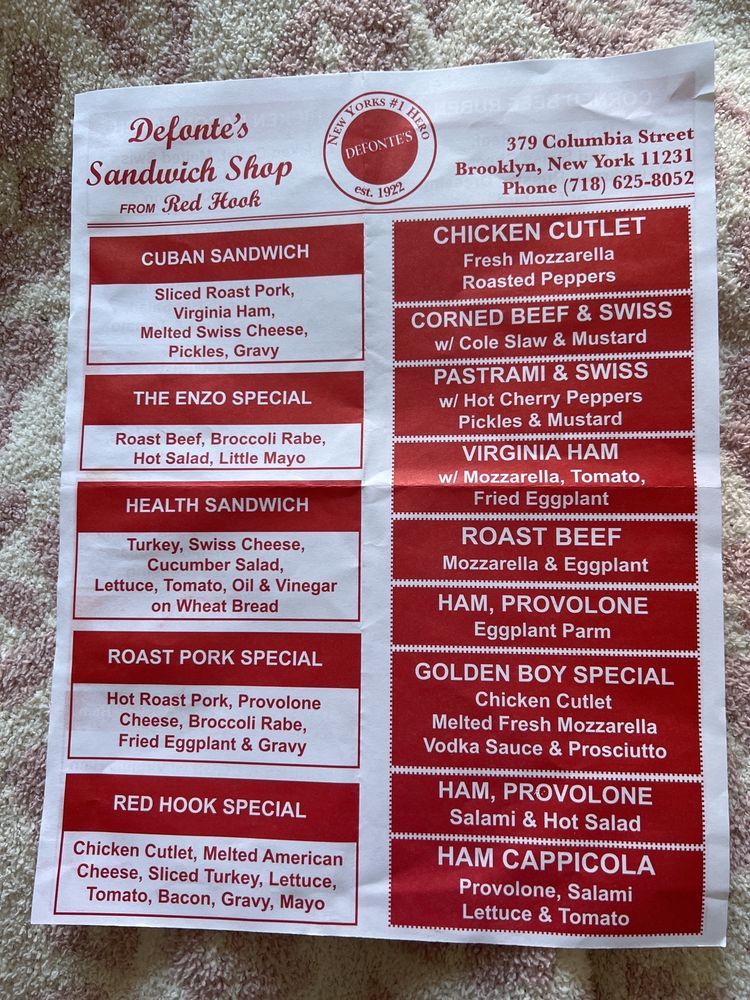 Defonte's
Sandwich Shop
FROM Red Hook
NEW YORKS #1 HERO
DEFONTE'S
est. 1922
379 Columbia Street
Brooklyn, New York 11231
Phone (718) 625-8052
CUBAN SANDWICH
Sliced Roast Pork,
Virginia Ham,
Melted Swiss Cheese,
Pickles, Gravy
THE ENZO SPECIAL
Roast Beef, Broccoli Rabe,
Hot Salad, Little Mayo
HEALTH SANDWICH
Turkey, Swiss Cheese,
Cucumber Salad,
Lettuce, Tomato, Oil & Vinegar
on Wheat Bread
ROAST PORK SPECIAL
Hot Roast Pork, Provolone
Cheese, Broccoli Rabe,
Fried Eggplant & Gravy
RED HOOK SPECIAL
Chicken Cutlet, Melted American
Cheese, Sliced Turkey, Lettuce,
Tomato, Bacon, Gravy, Mayo
CHICKEN CUTLET
Fresh Mozzarella
Roasted Peppers
CORNED BEEF & SWISS
w/ Cole Slaw & Mustard
PASTRAMI & SWISS
w/ Hot Cherry Peppers
Pickles & Mustard
VIRGINIA HAM
w/ Mozzarella, Tomato,
Fried Eggplant
ROAST BEEF
Mozzarella & Eggplant
HAM, PROVOLONE
Eggplant Parm
GOLDEN BOY SPECIAL
Chicken Cutlet
Melted Fresh Mozzarella
Vodka Sauce & Prosciutto
HAM, PROVOLONE
Salami & Hot Salad
HAM CAPPICOLA
Provolone, Salami
Lettuce & Tomato